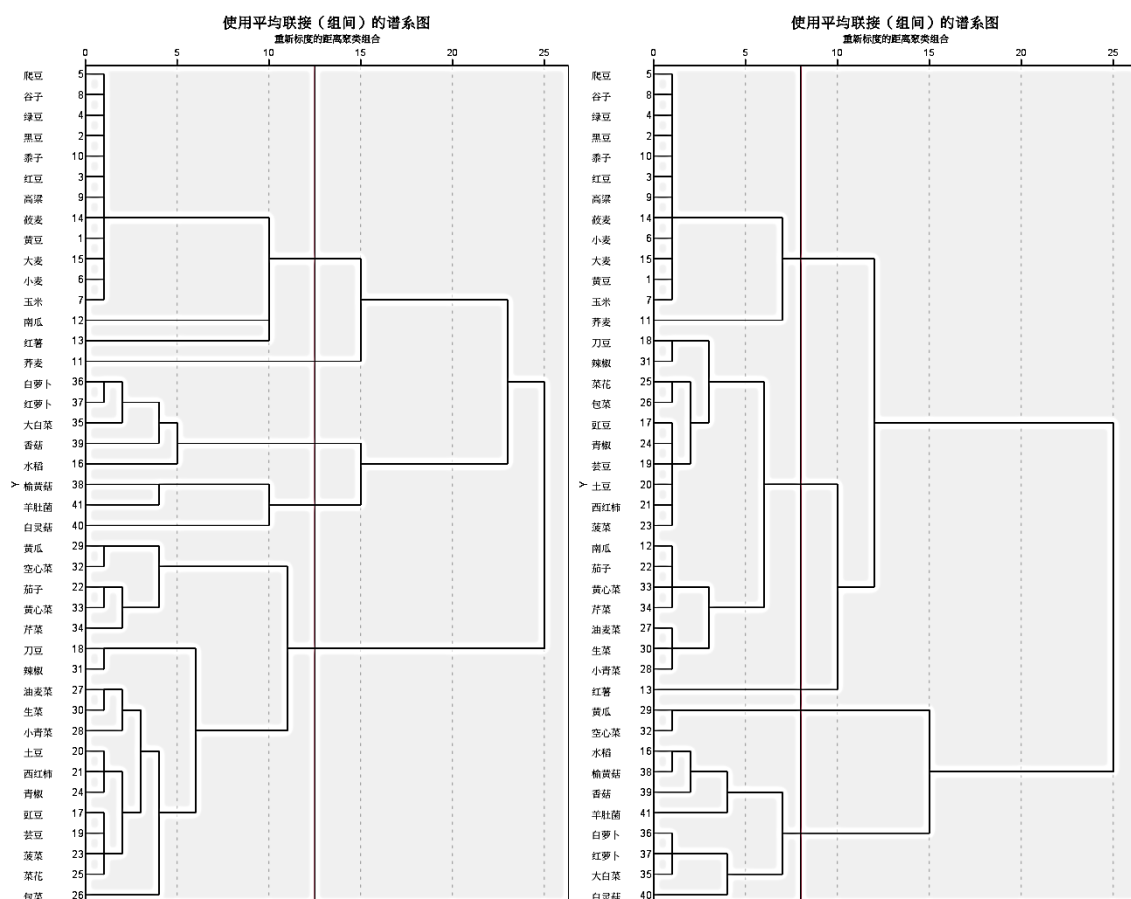 使用平均联接（组间）的谱系图
重新标度的距离聚类组合
0 5 10 15 20 25
爬豆 5
谷子 8
绿豆 4
黑豆 2
黍子 10
红豆 3
高粱 9
莜麦 14
黄豆 1
大麦 15
小麦 6
玉米 7
南瓜 12
红薯 13
荞麦 11
白萝卜 36
红萝卜 37
大白菜 35
香菇 39
水稻 16
Y
榆黄菇 38
羊肚菌 41
白灵菇 40
黄瓜 29
空心菜 32
茄子 22
黄心菜 33
芹菜 34
刀豆 18
辣椒 31
油麦菜 27
生菜 30
小青菜 28
土豆 20
西红柿 21
青椒 24
豇豆 17
芸豆 19
菠菜 23
菜花 25
包菜 26
使用平均联接（组间）的谱系图
重新标度的距离聚类组合
0 5 10 15 20 25
爬豆 5
谷子 8
绿豆 4
黑豆 2
黍子 10
红豆 3
高粱 9
莜麦 14
小麦 6
大麦 15
黄豆 1
玉米 7
荞麦 11
刀豆 18
辣椒 31
菜花 25
包菜 26
豇豆 17
青椒 24
芸豆 19
Y
土豆 20
西红柿 21
菠菜 23
南瓜 12
茄子 22
黄心菜 33
芹菜 34
油麦菜 27
生菜 30
小青菜 28
红薯 13
黄瓜 29
空心菜 32
水稻 16
榆黄菇 38
香菇 39
羊肚菌 41
白萝卜 36
红萝卜 37
大白菜 35
白灵菇 40